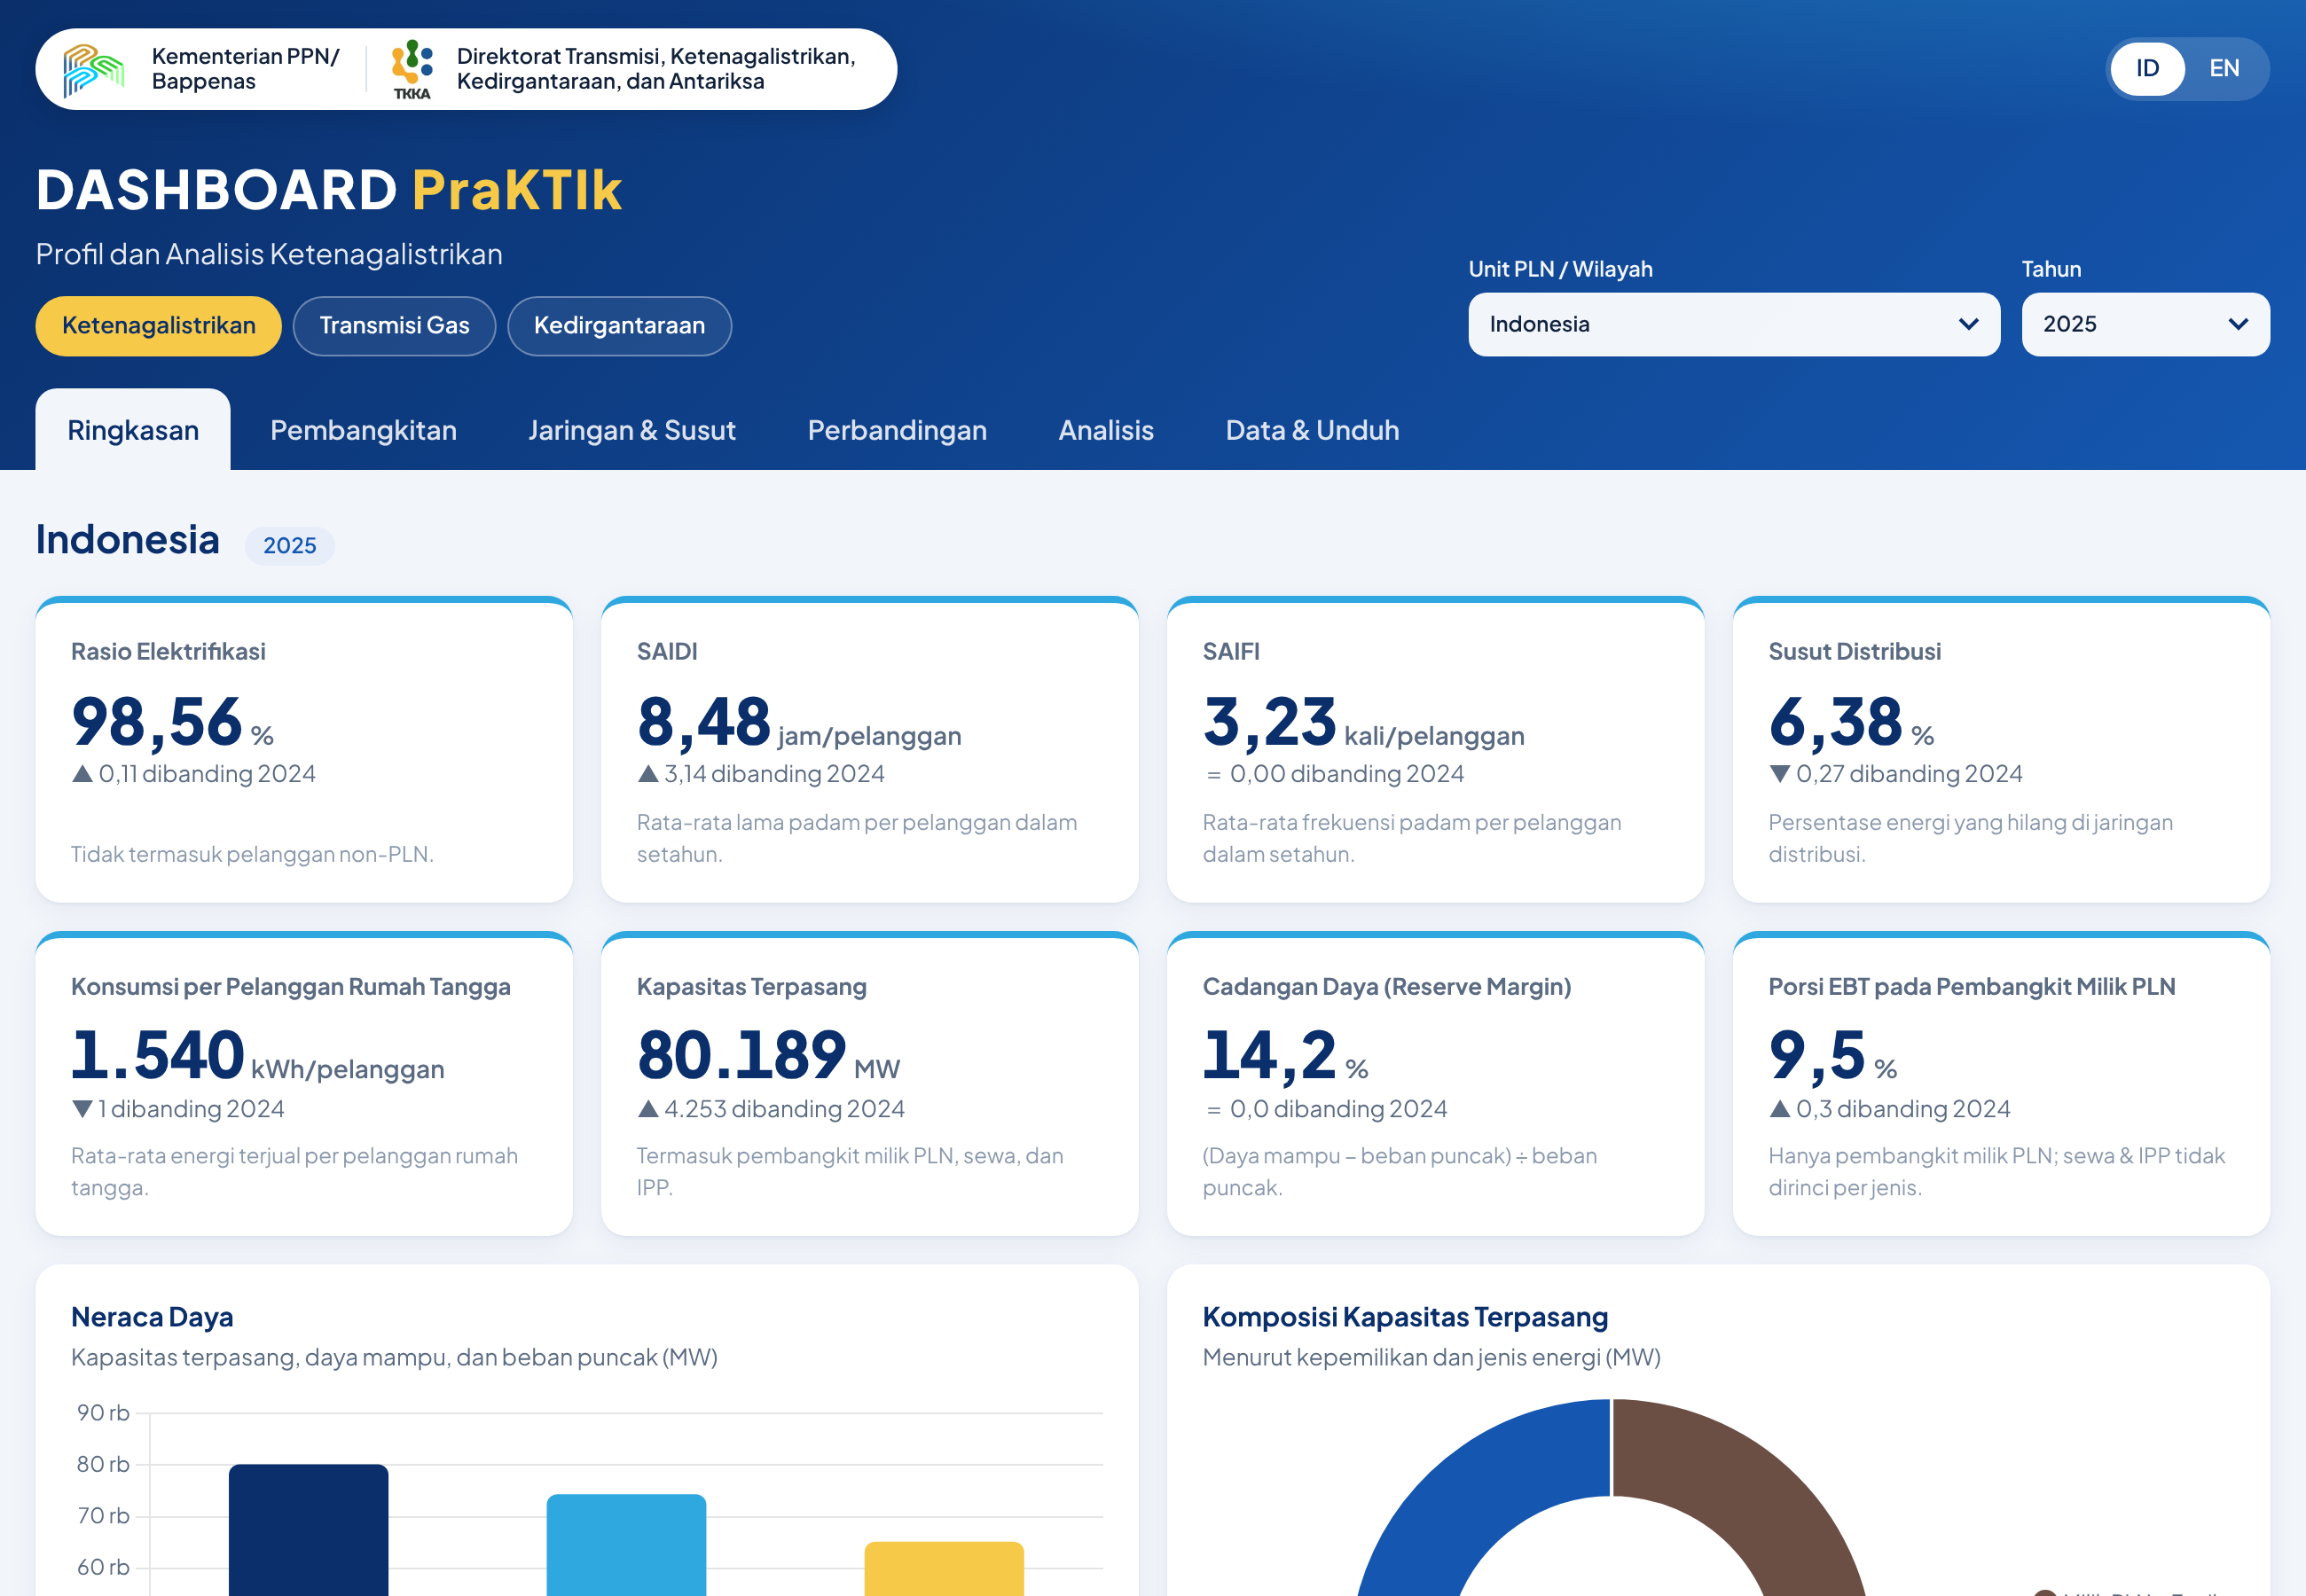 Kementerian PPN/
Bappenas
TKKA
Direktorat Transmisi, Ketenagalistrikan,
Kedirgantaraan, dan Antariksa
ID EN
DASHBOARD PraKTIk
Profil dan Analisis Ketenagalistrikan
Ketenagalistrikan Transmisi Gas Kedirgantaraan
Unit PLN / Wilayah
Indonesia
Tahun
2025
Ringkasan Pembangkitan Jaringan & Susut Perbandingan Analisis Data & Unduh
Indonesia 2025
Rasio Elektrifikasi
98,56 %
▲ 0,11 dibanding 2024
Tidak termasuk pelanggan non-PLN.
SAIDI
8,48 jam/pelanggan
▲ 3,14 dibanding 2024
Rata-rata lama padam per pelanggan dalam
setahun.
SAIFI
3,23 kali/pelanggan
= 0,00 dibanding 2024
Rata-rata frekuensi padam per pelanggan
dalam setahun.
Susut Distribusi
6,38 %
▼ 0,27 dibanding 2024
Persentase energi yang hilang di jaringan
distribusi.
Konsumsi per Pelanggan Rumah Tangga
1.540 kWh/pelanggan
▼ 1 dibanding 2024
Rata-rata energi terjual per pelanggan rumah
tangga.
Kapasitas Terpasang
80.189 MW
▲ 4.253 dibanding 2024
Termasuk pembangkit milik PLN, sewa, dan
IPP.
Cadangan Daya (Reserve Margin)
14,2 %
= 0,0 dibanding 2024
(Daya mampu – beban puncak) ÷ beban
puncak.
Porsi EBT pada Pembangkit Milik PLN
9,5 %
▲ 0,3 dibanding 2024
Hanya pembangkit milik PLN; sewa & IPP tidak
dirinci per jenis.
Neraca Daya
Kapasitas terpasang, daya mampu, dan beban puncak (MW)
90 rb
80 rb
70 rb
60 rb
Komposisi Kapasitas Terpasang
Menurut kepemilikan dan jenis energi (MW)